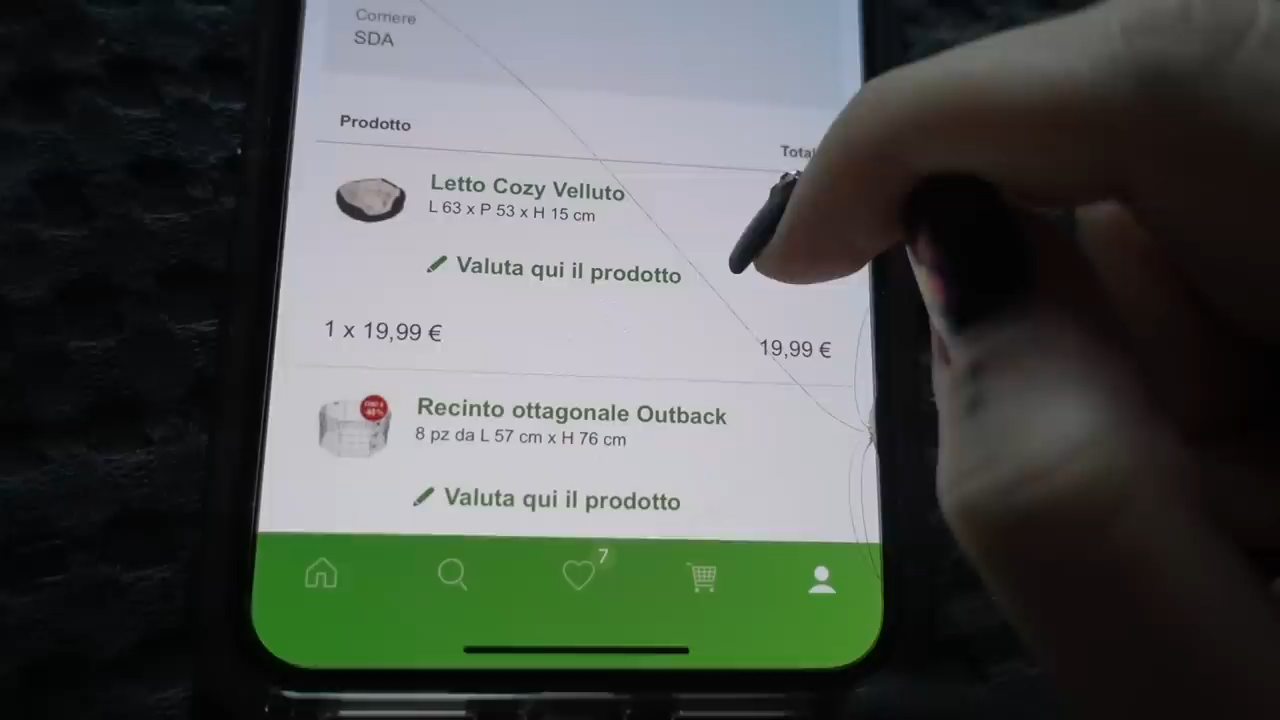 Corriere
SDA
Prodotto
Letto Cozy Velluto
L 63 x P 53 x H 15 cm
Valuta qui il prodotto
1 x 19,99 €
19,99 €
Recinto ottagonale Outback
8 pz da L 57 cm x H 76 cm
Valuta qui il prodotto
7